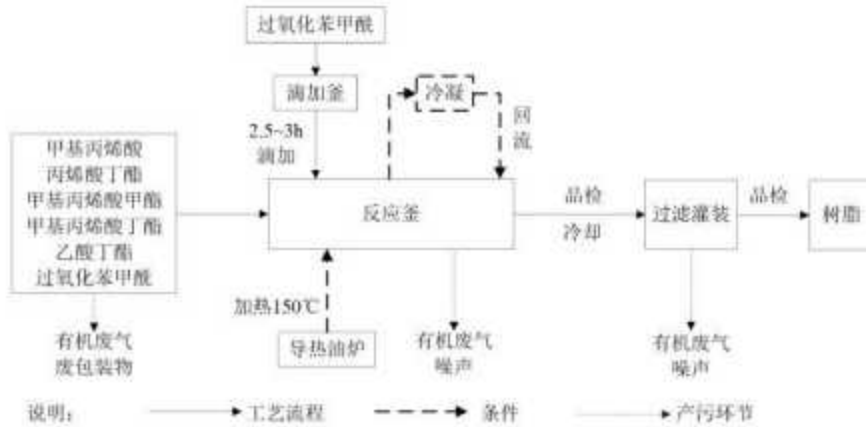 过氧化苯甲酰
滴加釜
冷凝
回流
2.5~3h
滴加
甲基丙烯酸
丙烯酸丁酯
甲基丙烯酸甲酯
甲基丙烯酸丁酯
乙酸丁酯
过氧化苯甲酰
反应釜
品检
冷却
过滤灌装
品检
树脂
加热150℃
导热油炉
有机废气
废包装物
有机废气
噪声
有机废气
噪声
说明:
工艺流程
条件
产污环节